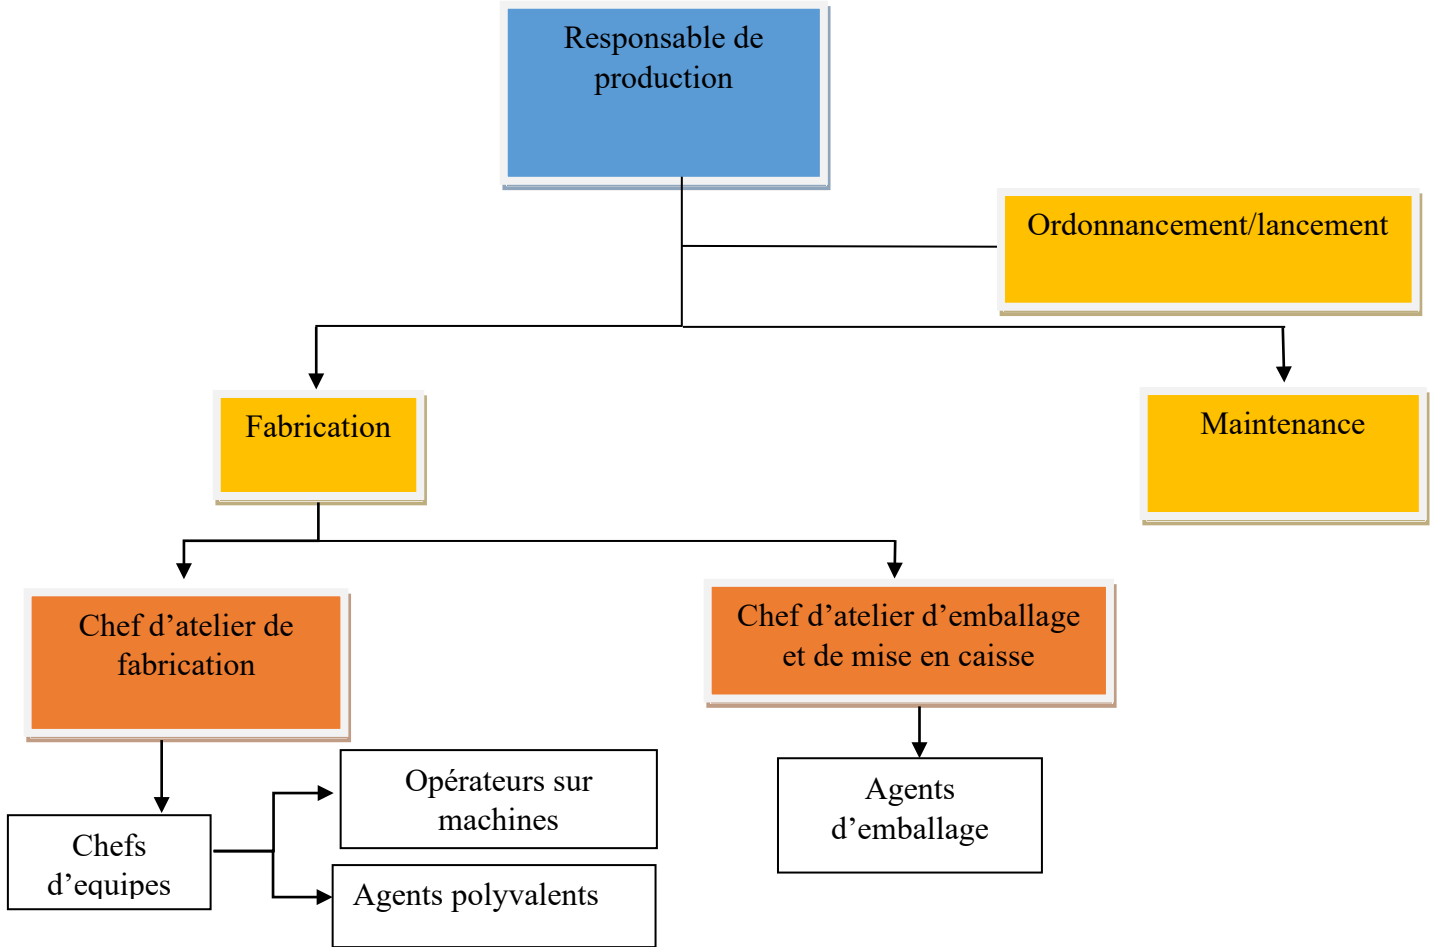 Responsable de
production
Ordonnancement/lancement
Fabrication
Maintenance
Chef d’atelier de
fabrication
Chef d’atelier d’emballage
et de mise en caisse
Opérateurs sur
machines
Agents
d’emballage
Chefs
d’equipes
Agents polyvalents